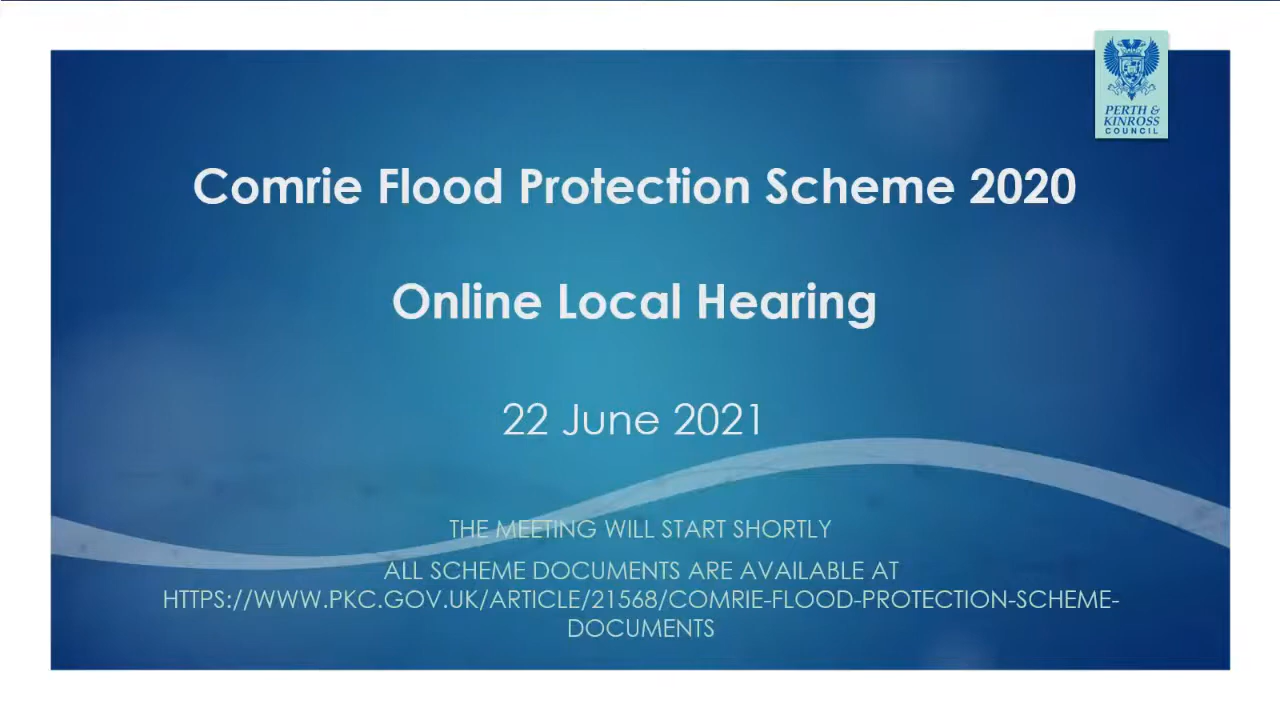 PERTH &
KINROSS
COUNCIL
Comrie Flood Protection Scheme 2020
Online Local Hearing
22 June 2021
THE MEETING WILL START SHORTLY
ALL SCHEME DOCUMENTS ARE AVAILABLE AT
HTTPS://WWW.PKC.GOV.UK/ARTICLE/21568/COMRIE-FLOOD-PROTECTION-SCHEME-
DOCUMENTS